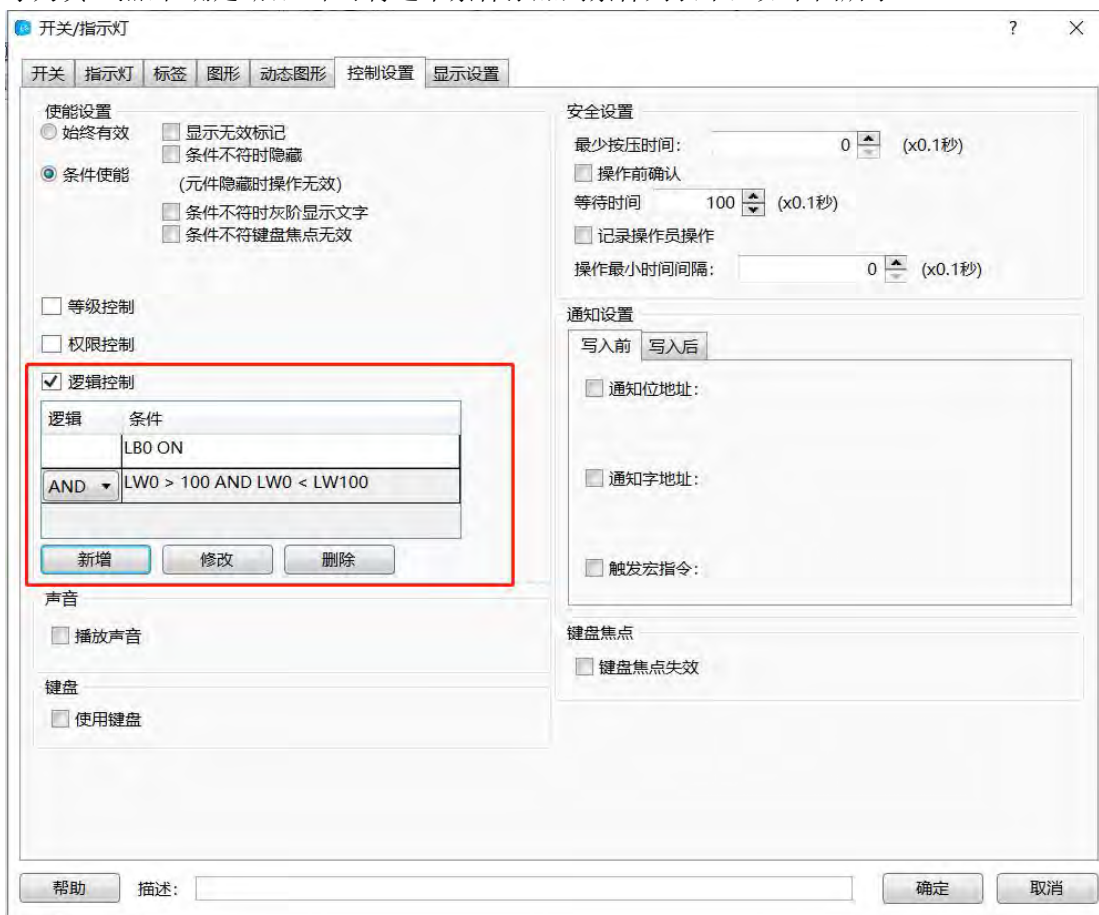 开关/指示灯 ?
开关 指示灯 标签 图形 动态图形 控制设置 显示设置
使能设置
始终有效 显示无效标记
条件不符时隐藏
条件使能 (元件隐藏时操作无效)
条件不符时灰阶显示文字
条件不符键盘焦点无效
等级控制
权限控制
逻辑控制
逻辑 条件
LB0 ON
AND LW0 > 100 AND LW0 < LW100
新增 修改 删除
声音
播放声音
键盘
使用键盘
安全设置
最少按压时间: 0 (x0.1秒)
操作前确认
等待时间 100 (x0.1秒)
记录操作员操作
操作最小时间间隔: 0 (x0.1秒)
通知设置
写入前 写入后
通知位地址:
通知字地址:
触发宏指令:
键盘焦点
键盘焦点失效
帮助 描述: 确定 取消